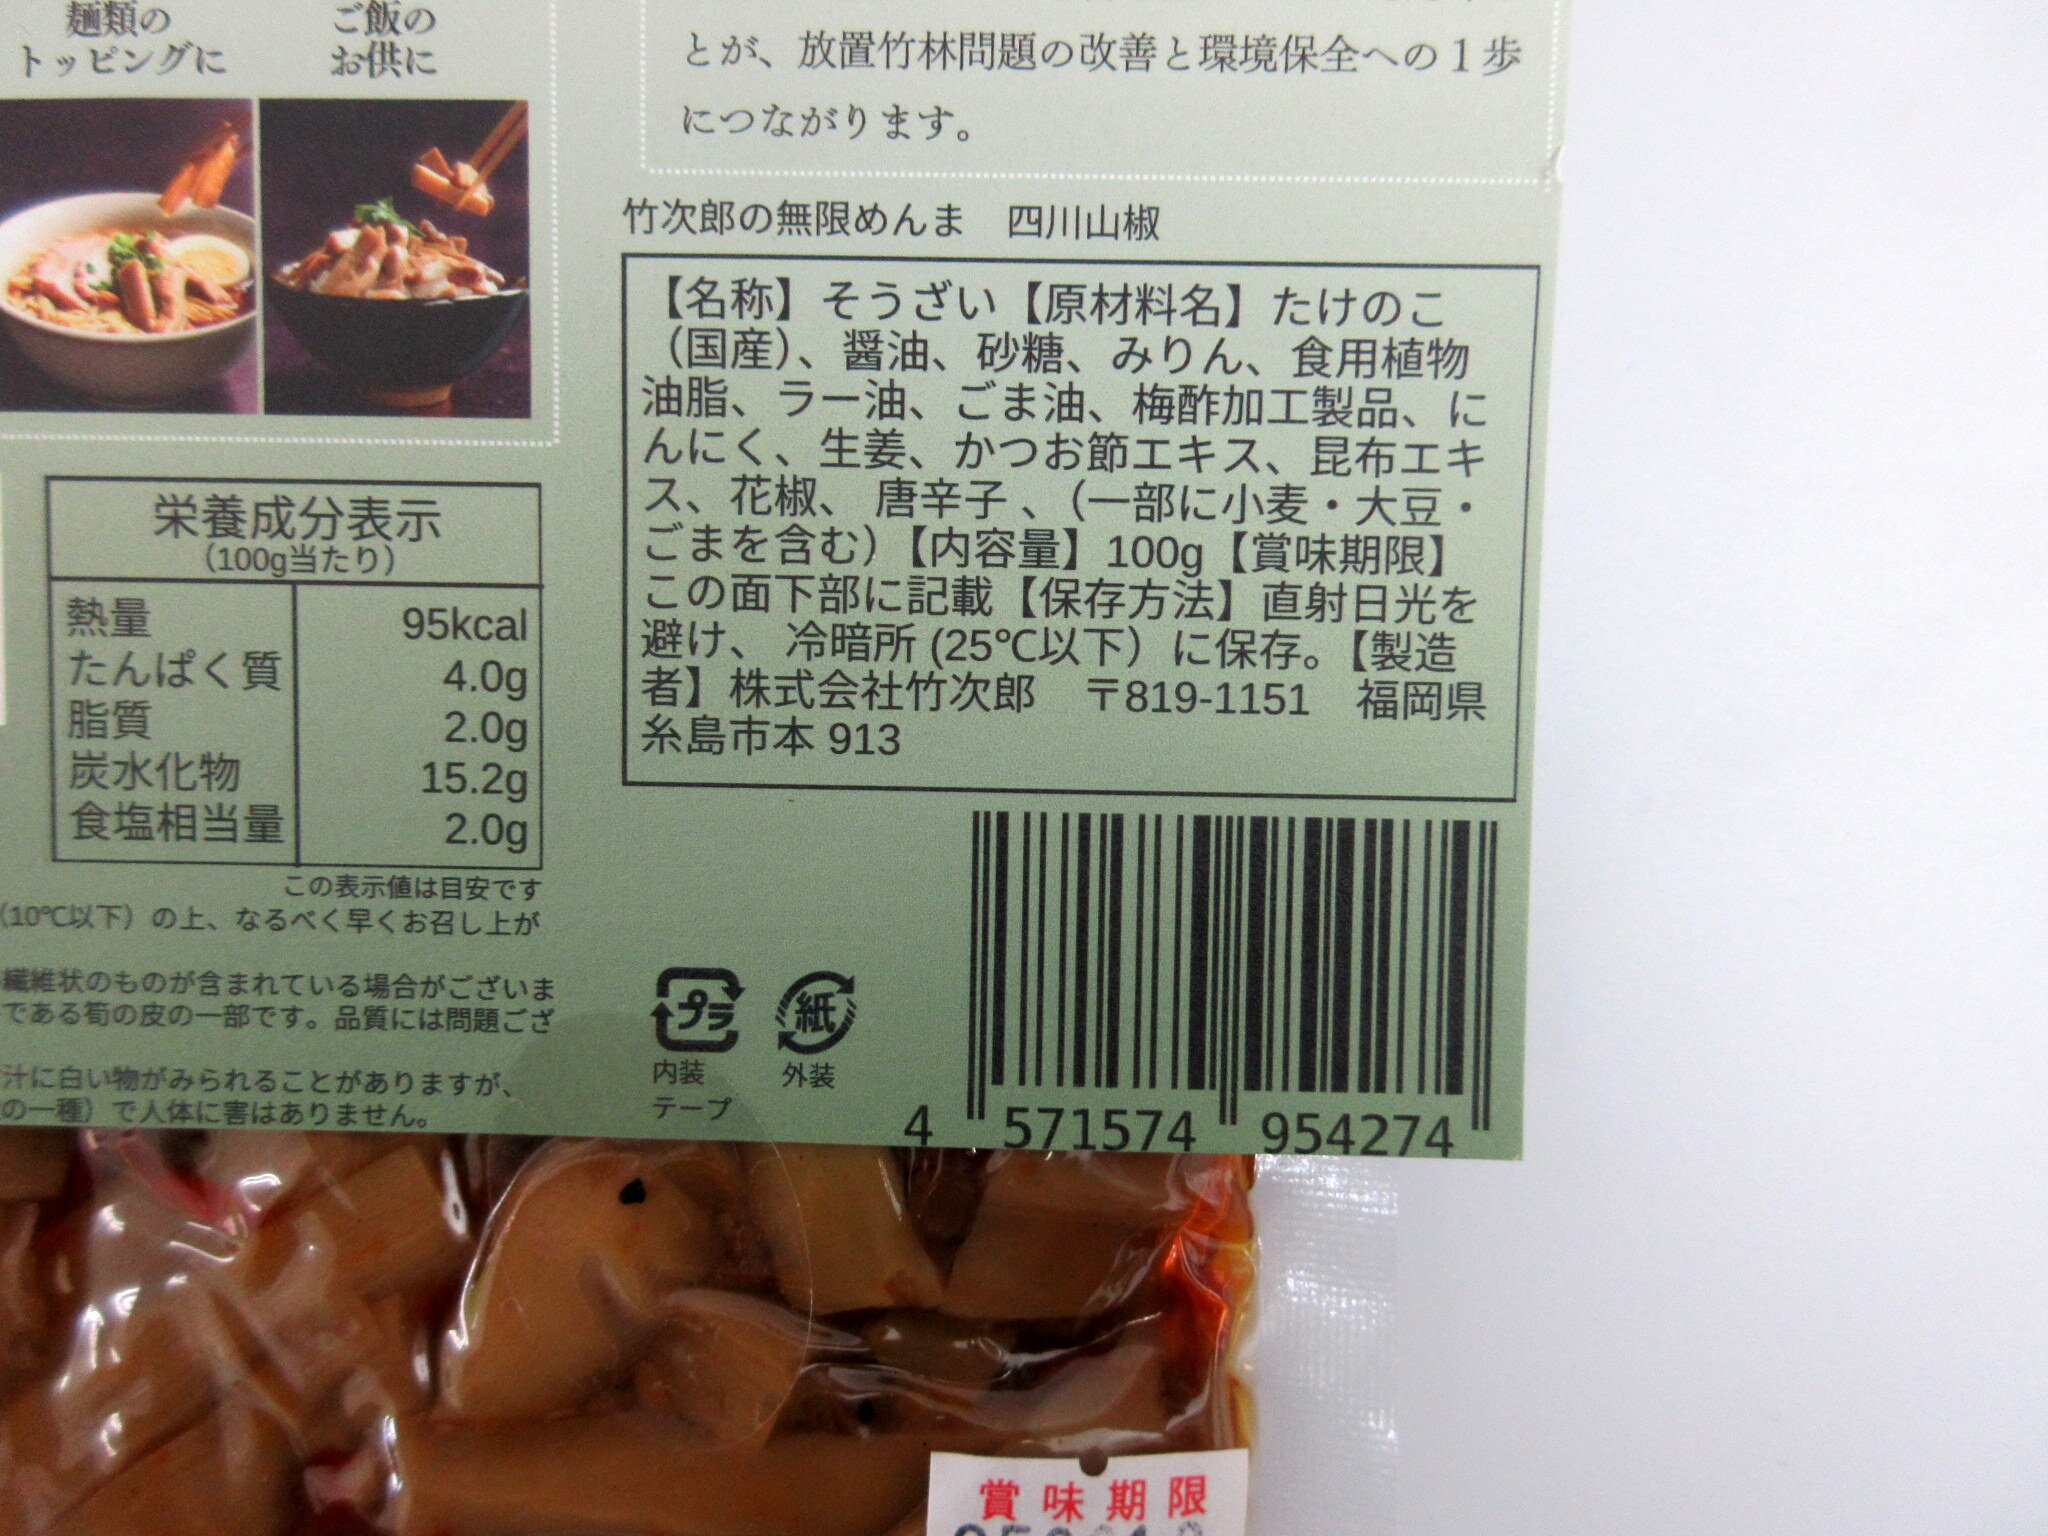 麺類の
トッピングに
ご飯の
お供に
とが、放置竹林問題の改善と環境保全への1歩
につながります。
竹次郎の無限めんま　四川山椒
【名称】そうざい【原材料名】たけのこ
（国産）、醤油、砂糖、みりん、食用植物
油脂、ラー油、ごま油、梅酢加工製品、に
んにく、生姜、かつお節エキス、昆布エキ
ス、花椒、 唐辛子 、（一部に小麦・大豆・
ごまを含む）【内容量】100g【賞味期限】
この面下部に記載【保存方法】直射日光を
避け、 冷暗所 (25℃以下）に保存。【製造
者】株式会社竹次郎　〒819-1151　福岡県
糸島市本 913
栄養成分表示
（100g当たり）
熱量 95kcal
たんぱく質 4.0g
脂質 2.0g
炭水化物 15.2g
食塩相当量 2.0g
この表示値は目安です
（10℃以下）の上、なるべく早くお召し上が
繊維状のものが含まれている場合がございま
である筍の皮の一部です。品質には問題ござ
汁に白い物がみられることがありますが、
の一種）で人体に害はありません。
プラ
内装
テープ
紙
外装
4 571574 954274
賞味期限